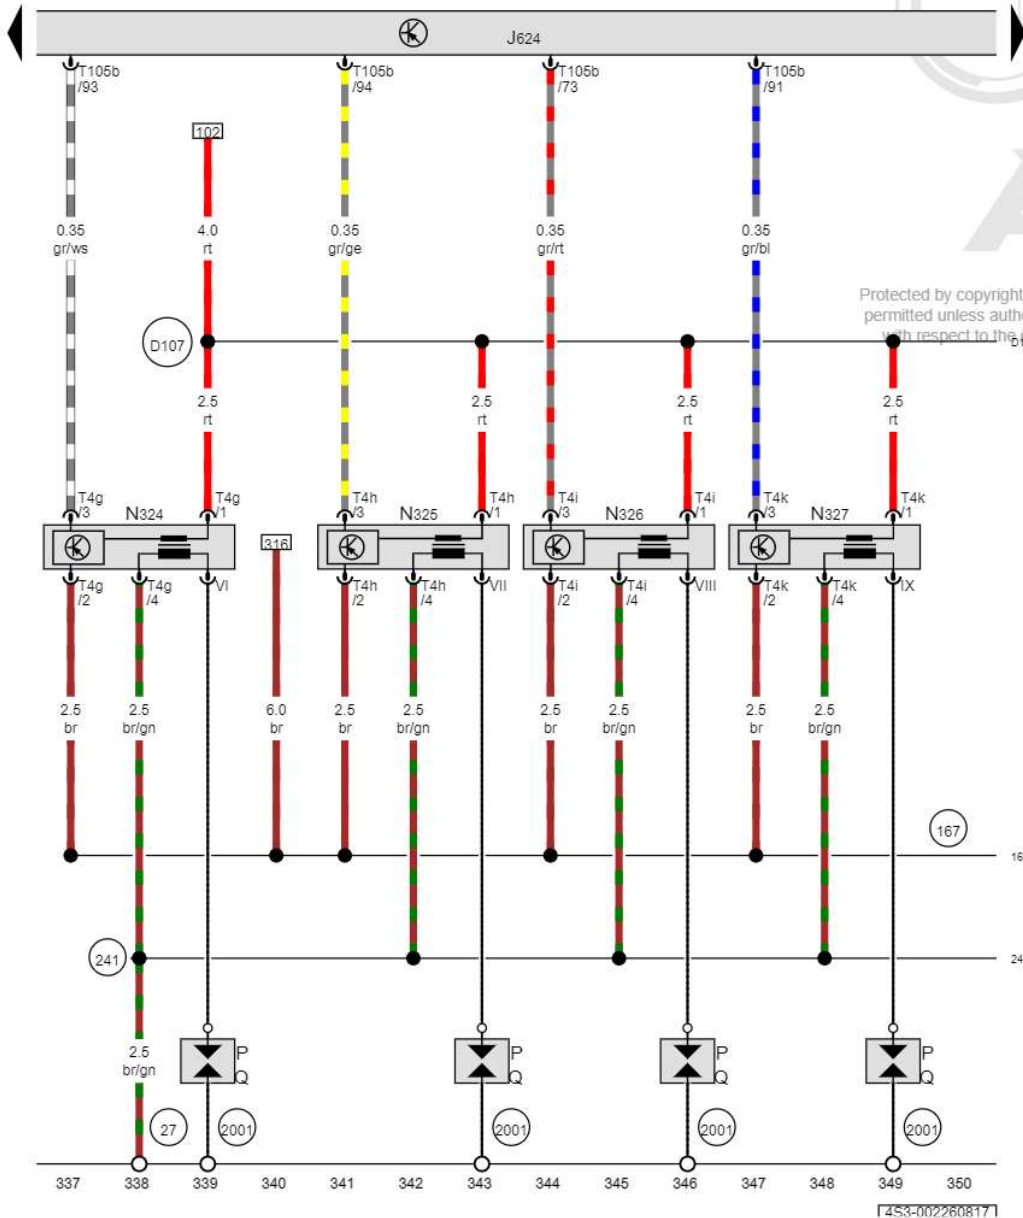 J624
T105b
/93
T105b
/94
T105b
/73
T105b
/91
102
0.35
gr/ws
4.0
rt
0.35
gr/ge
0.35
gr/rt
0.35
gr/bl
Protected by copyright
permitted unless auth
with respect to the
D107
D1
2.5
rt
2.5
rt
2.5
rt
2.5
rt
T4g
/3
N324
T4g
/1
T4h
/3
N325
T4h
/1
T4i
/3
N326
T4i
/1
T4k
/3
N327
T4k
/1
316
T4g
/2
T4g
/4
VI
T4h
/2
T4h
/4
VII
T4i
/2
T4i
/4
VIII
T4k
/2
T4k
/4
IX
2.5
br
2.5
br/gn
6.0
br
2.5
br
2.5
br/gn
2.5
br
2.5
br/gn
2.5
br
2.5
br/gn
167
16
241
24
2.5
br/gn
P
Q
P
Q
P
Q
P
Q
27
2001
2001
2001
2001
337 338 339 340 341 342 343 344 345 346 347 348 349 350
4S3-002260817